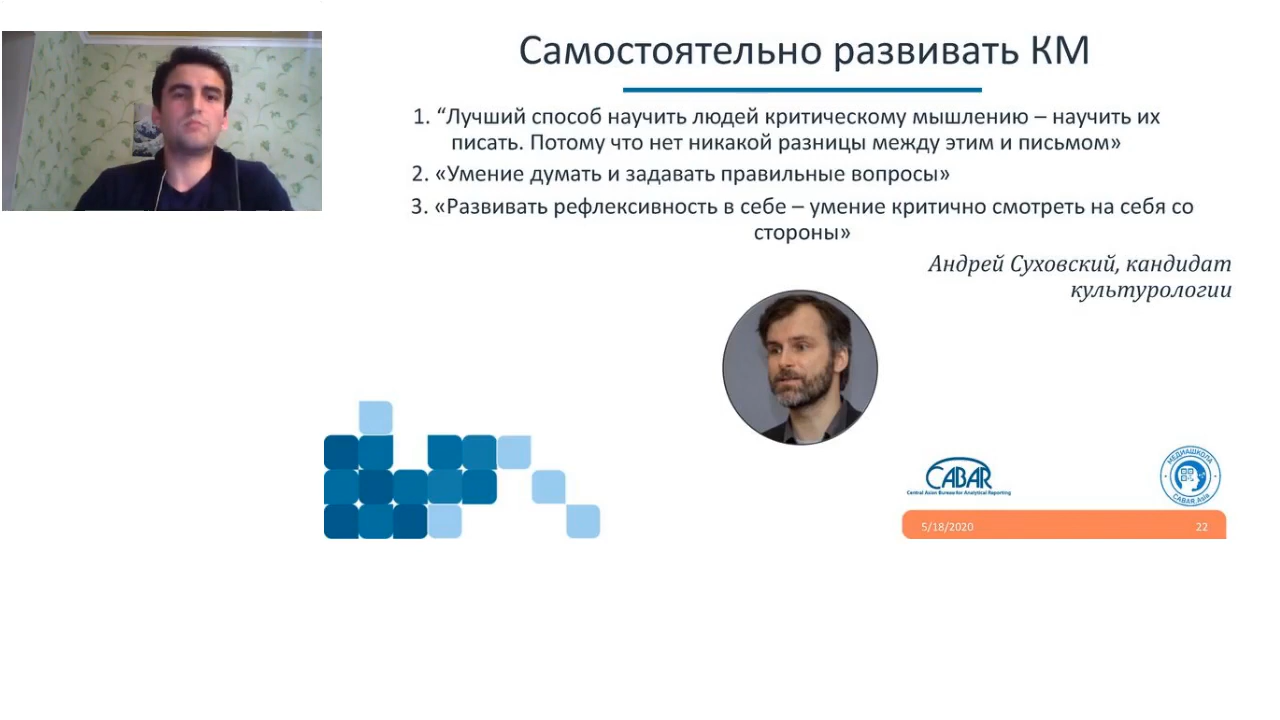 Самостоятельно развивать КМ
1. “Лучший способ научить людей критическому мышлению – научить их
писать. Потому что нет никакой разницы между этим и письмом»
2. «Умение думать и задавать правильные вопросы»
3. «Развивать рефлексивность в себе – умение критично смотреть на себя со
стороны»
Андрей Суховский, кандидат
культурологии
CABAR
Central Asian Bureau for Analytical Reporting
МЕДИАШКОЛА
CABAR.Asia
5/18/2020
22